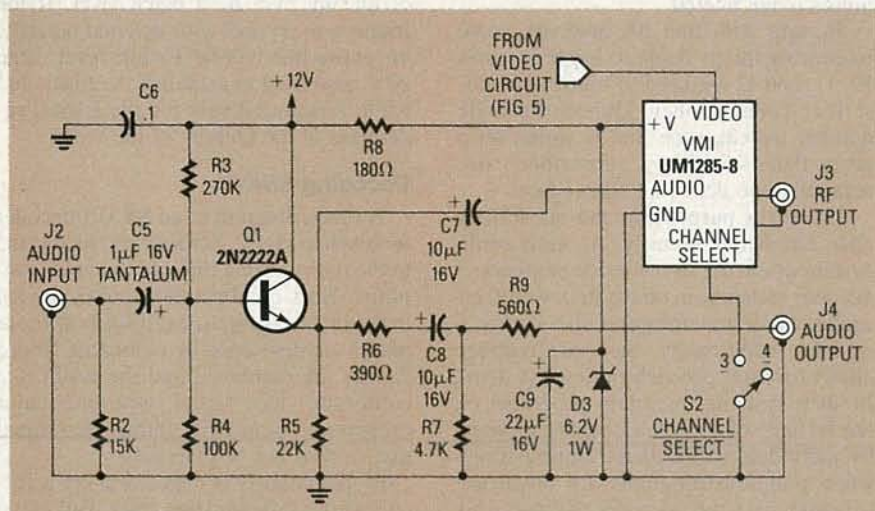 FROM
VIDEO
CIRCUIT
(FIG 5)
+12V
C6
.1
R3
270K
R8
180Ω
+V
VIDEO
VMI
UM1285-8
AUDIO
GND
CHANNEL
SELECT
J3
RF
OUTPUT
J2
AUDIO
INPUT
C5
1μF 16V
TANTALUM
+
Q1
2N2222A
+
C7
10μF
16V
R9
560Ω
J4
AUDIO
OUTPUT
R6
390Ω
+
C8
10μF
16V
+
3
4
R2
15K
R4
100K
R5
22K
R7
4.7K
C9
22μF
16V
D3
6.2V
1W
S2
CHANNEL
SELECT